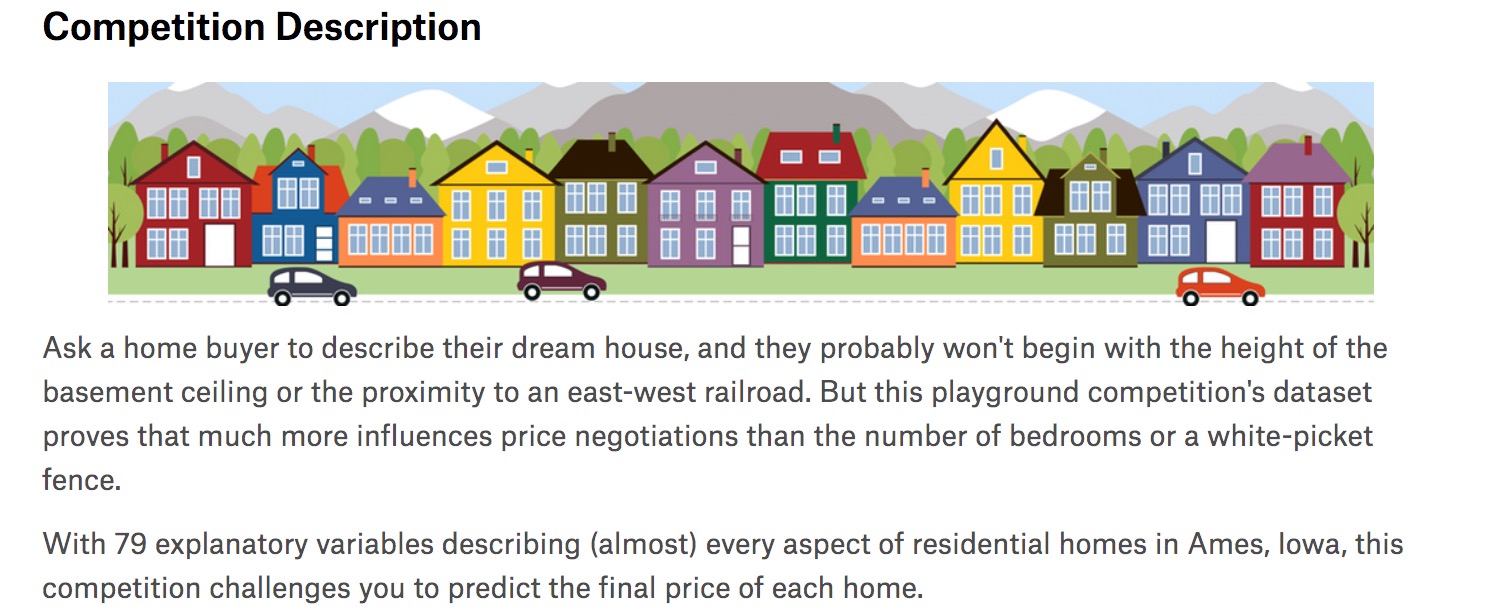 Competition Description
Ask a home buyer to describe their dream house, and they probably won't begin with the height of the
basement ceiling or the proximity to an east-west railroad. But this playground competition's dataset
proves that much more influences price negotiations than the number of bedrooms or a white-picket
fence.
With 79 explanatory variables describing (almost) every aspect of residential homes in Ames, Iowa, this
competition challenges you to predict the final price of each home.